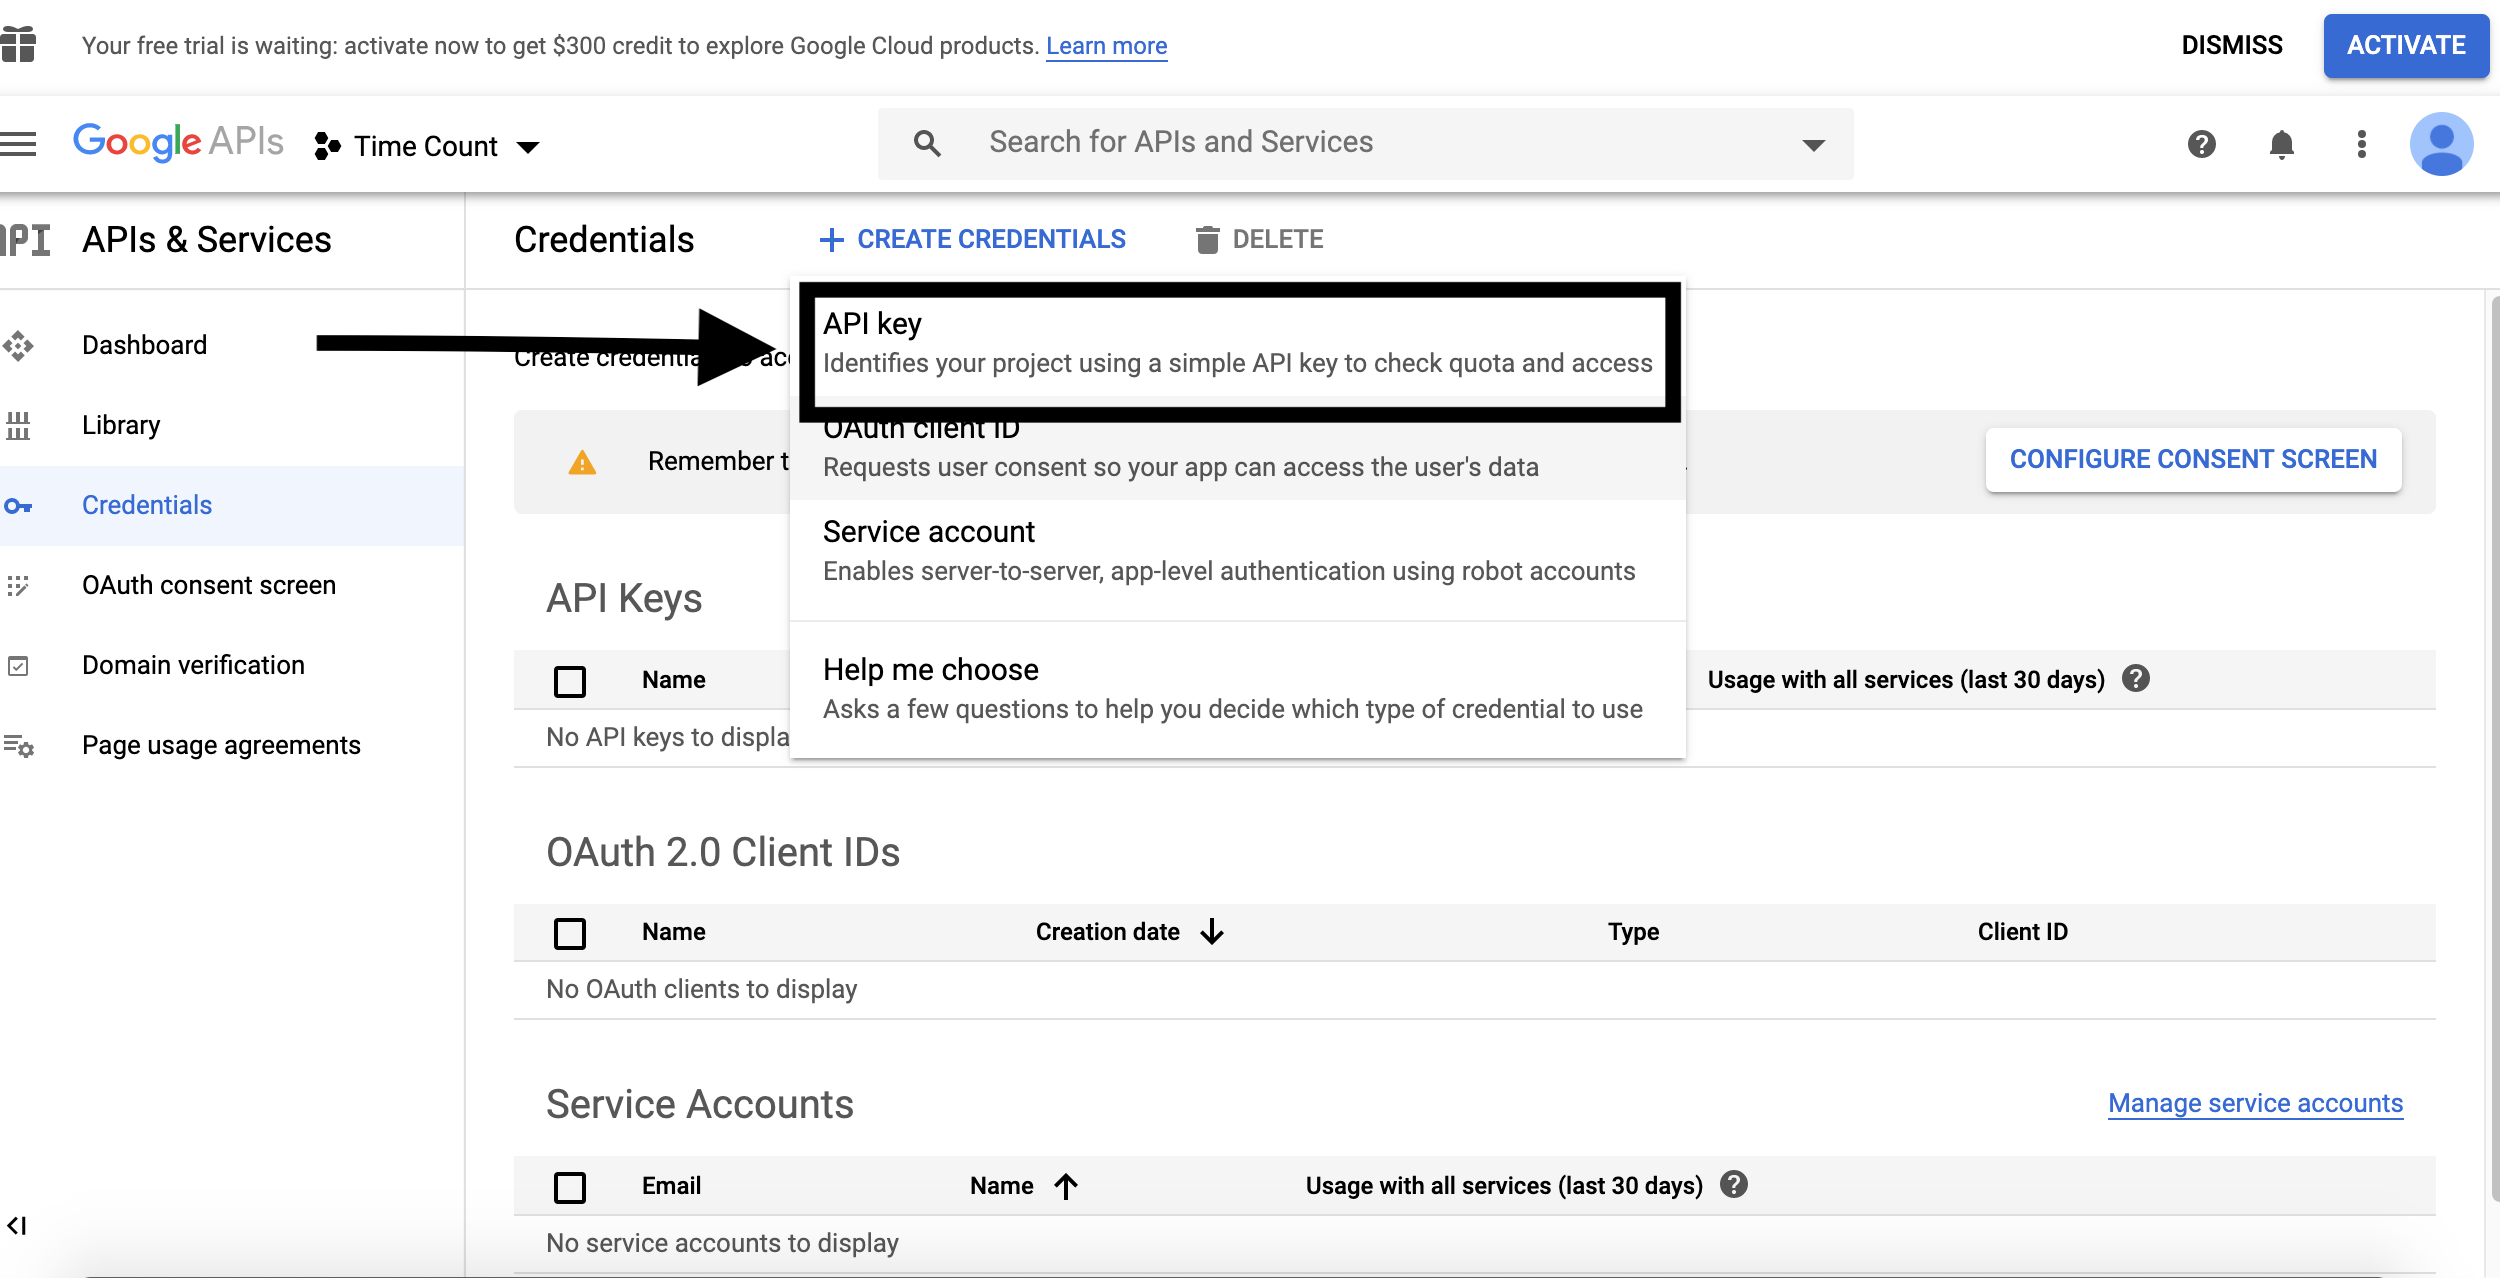 Your free trial is waiting: activate now to get $300 credit to explore Google Cloud products. Learn more
DISMISS
ACTIVATE
Google APIs
Time Count
Search for APIs and Services
API
APIs & Services
Credentials
CREATE CREDENTIALS
DELETE
Dashboard
Library
Credentials
OAuth consent screen
Domain verification
Page usage agreements
Create
API key
Identifies your project using a simple API key to check quota and access
OAuth client ID
Requests user consent so your app can access the user's data
Service account
Enables server-to-server, app-level authentication using robot accounts
Help me choose
Asks a few questions to help you decide which type of credential to use
Remember
CONFIGURE CONSENT SCREEN
API Keys
Name
Usage with all services (last 30 days)
No API keys to displa
OAuth 2.0 Client IDs
Name Creation date Type Client ID
No OAuth clients to display
Service Accounts
Manage service accounts
Email Name Usage with all services (last 30 days)
No service accounts to display